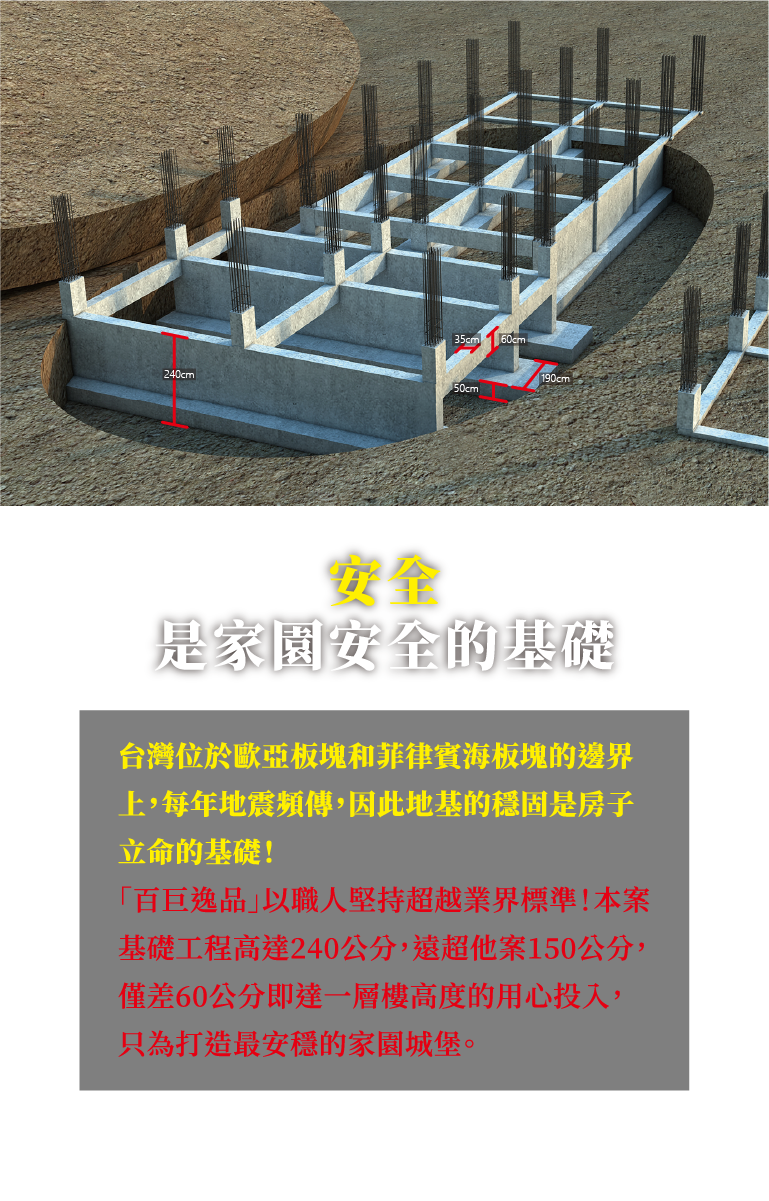 35cm
60cm
240cm
190cm
50cm
安全
是家園安全的基礎
台灣位於歐亞板塊和菲律賓海板塊的邊界
上，每年地震頻傳，因此地基的穩固是房子
立命的基礎！
「百巨逸品」以職人堅持超越業界標準！本案
基礎工程高達240公分，遠超他案150公分，
僅差60公分即達一層樓高度的用心投入，
只為打造最安穩的家園城堡。